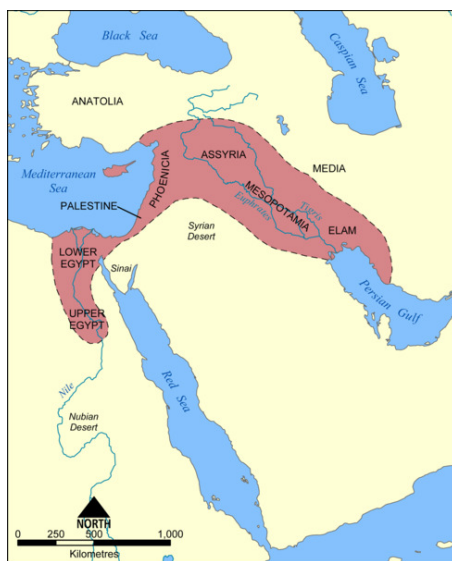 Black Sea
Caspian
Sea
ANATOLIA
ASSYRIA
MEDIA
Mediterranean
Sea
PHOENICIA
MESOPOTAMIA
Tigris
Euphrates
PALESTINE
ELAM
Syrian
Desert
LOWER
EGYPT
Sinai
UPPER
EGYPT
Persian Gulf
Red Sea
Nile
Nubian
Desert
NORTH
0 250 500 1,000
Kilometres